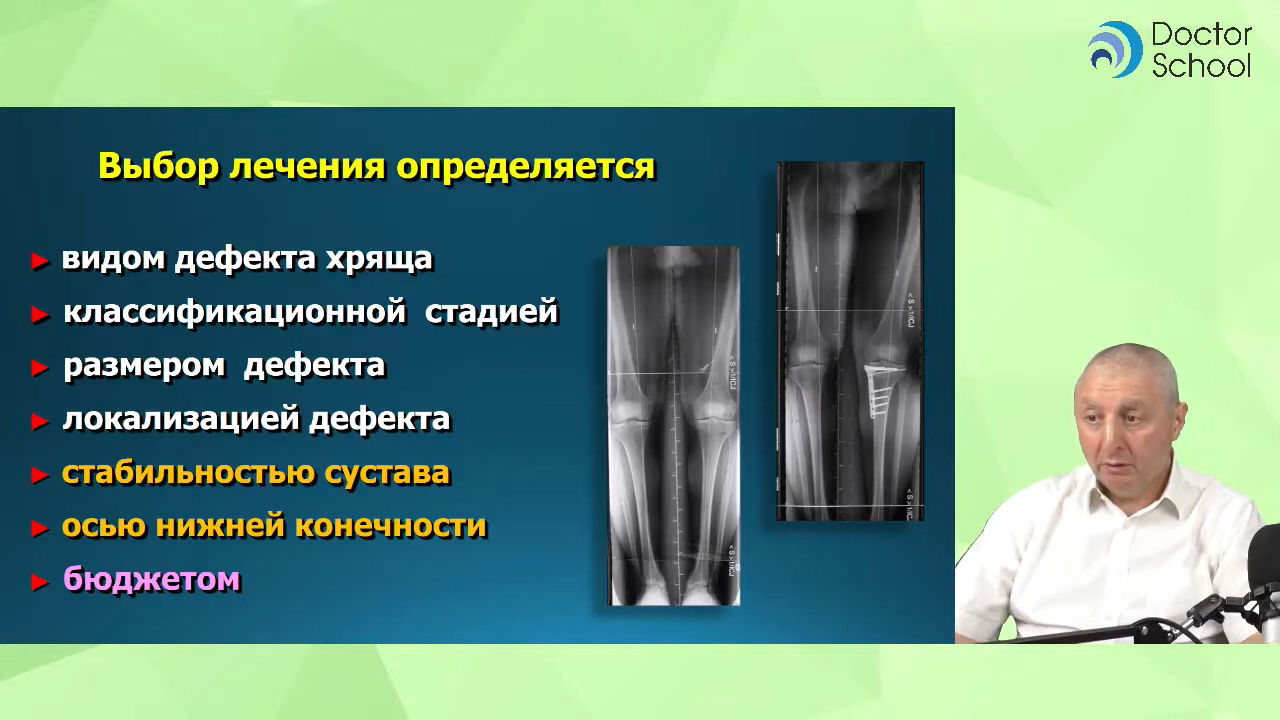 Doctor
School
Выбор лечения определяется
► видом дефекта хряща
► классификационной стадией
► размером дефекта
► локализацией дефекта
► стабильностью сустава
► осью нижней конечности
► бюджетом